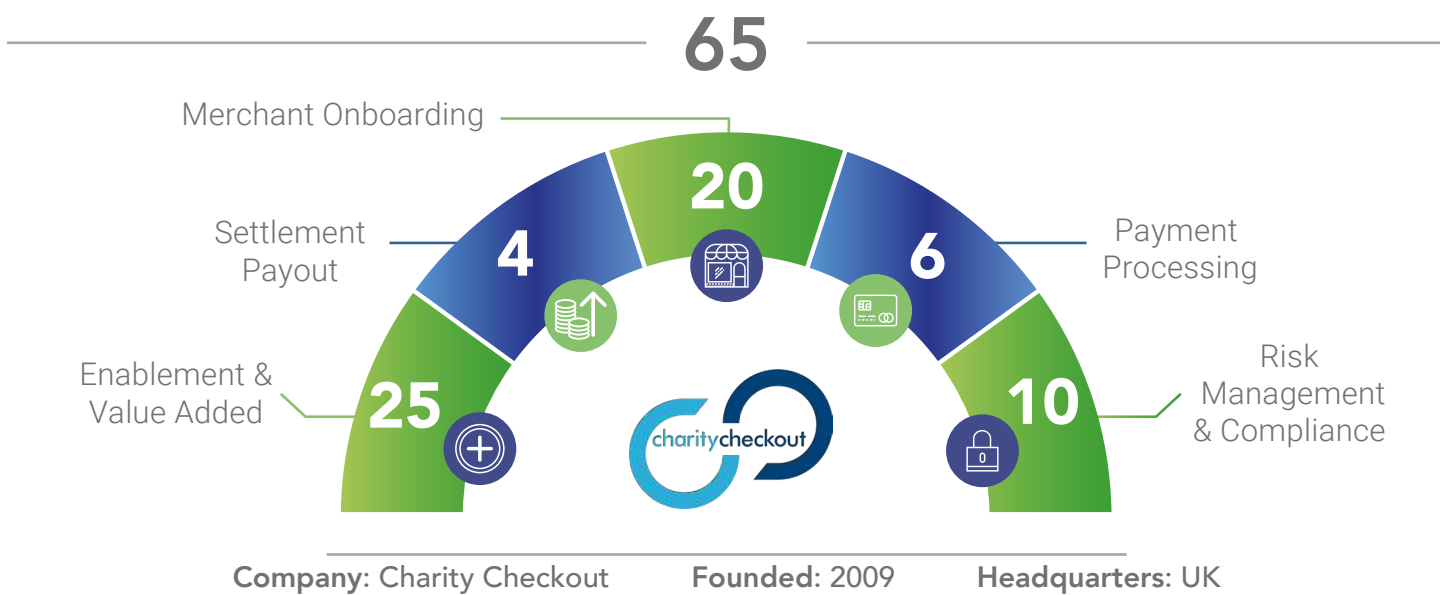 65
Merchant Onboarding
20
Settlement
Payout
4
6
Payment
Processing
Enablement &
Value Added
25
10
Risk
Management
& Compliance
charitycheckout
Company: Charity Checkout Founded: 2009 Headquarters: UK